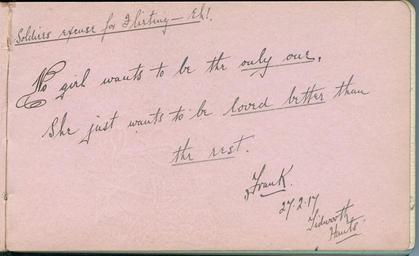 Soldiers excuse for Flirting — Eh!.
No girl wants to be the only one.
She just wants to be loved better than
the rest.
Frank.
27.2.17
Tidworth
Hants.